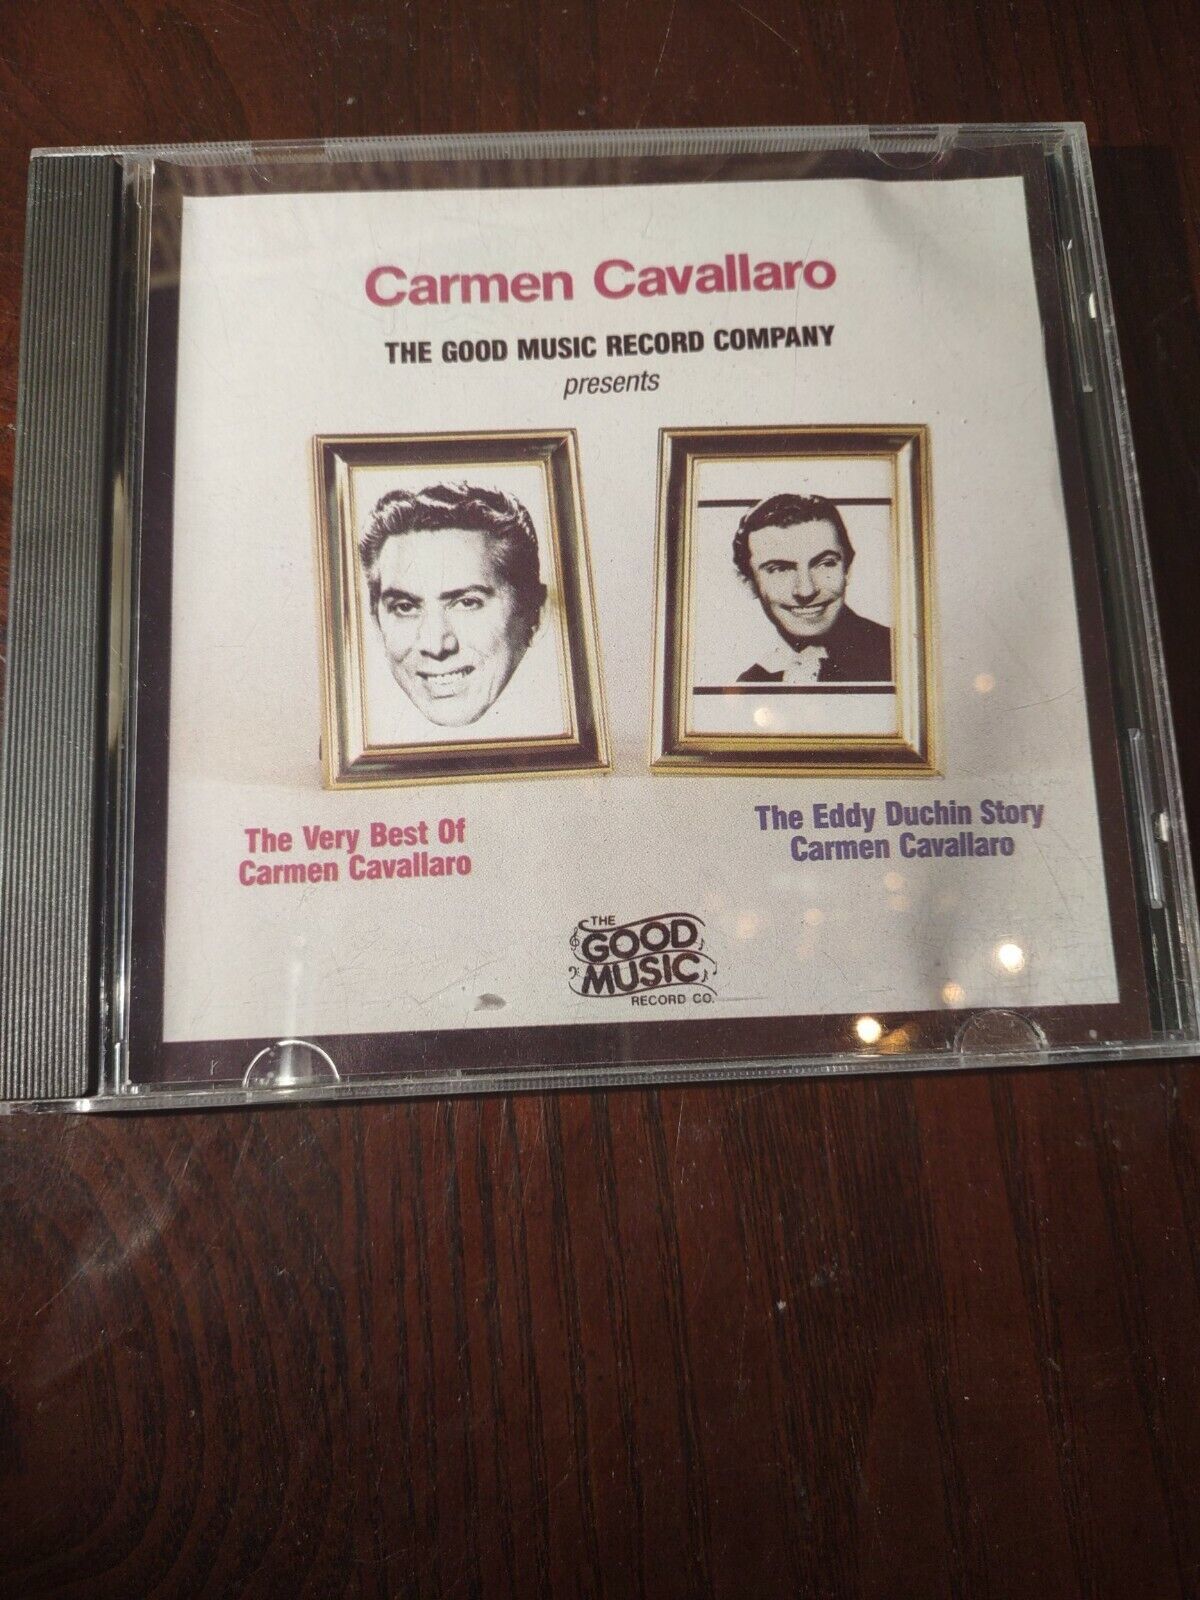 Carmen Cavallaro
THE GOOD MUSIC RECORD COMPANY
presents
The Very Best Of
Carmen Cavallaro
The Eddy Duchin Story
Carmen Cavallaro
THE
GOOD
MUSIC
RECORD CO.